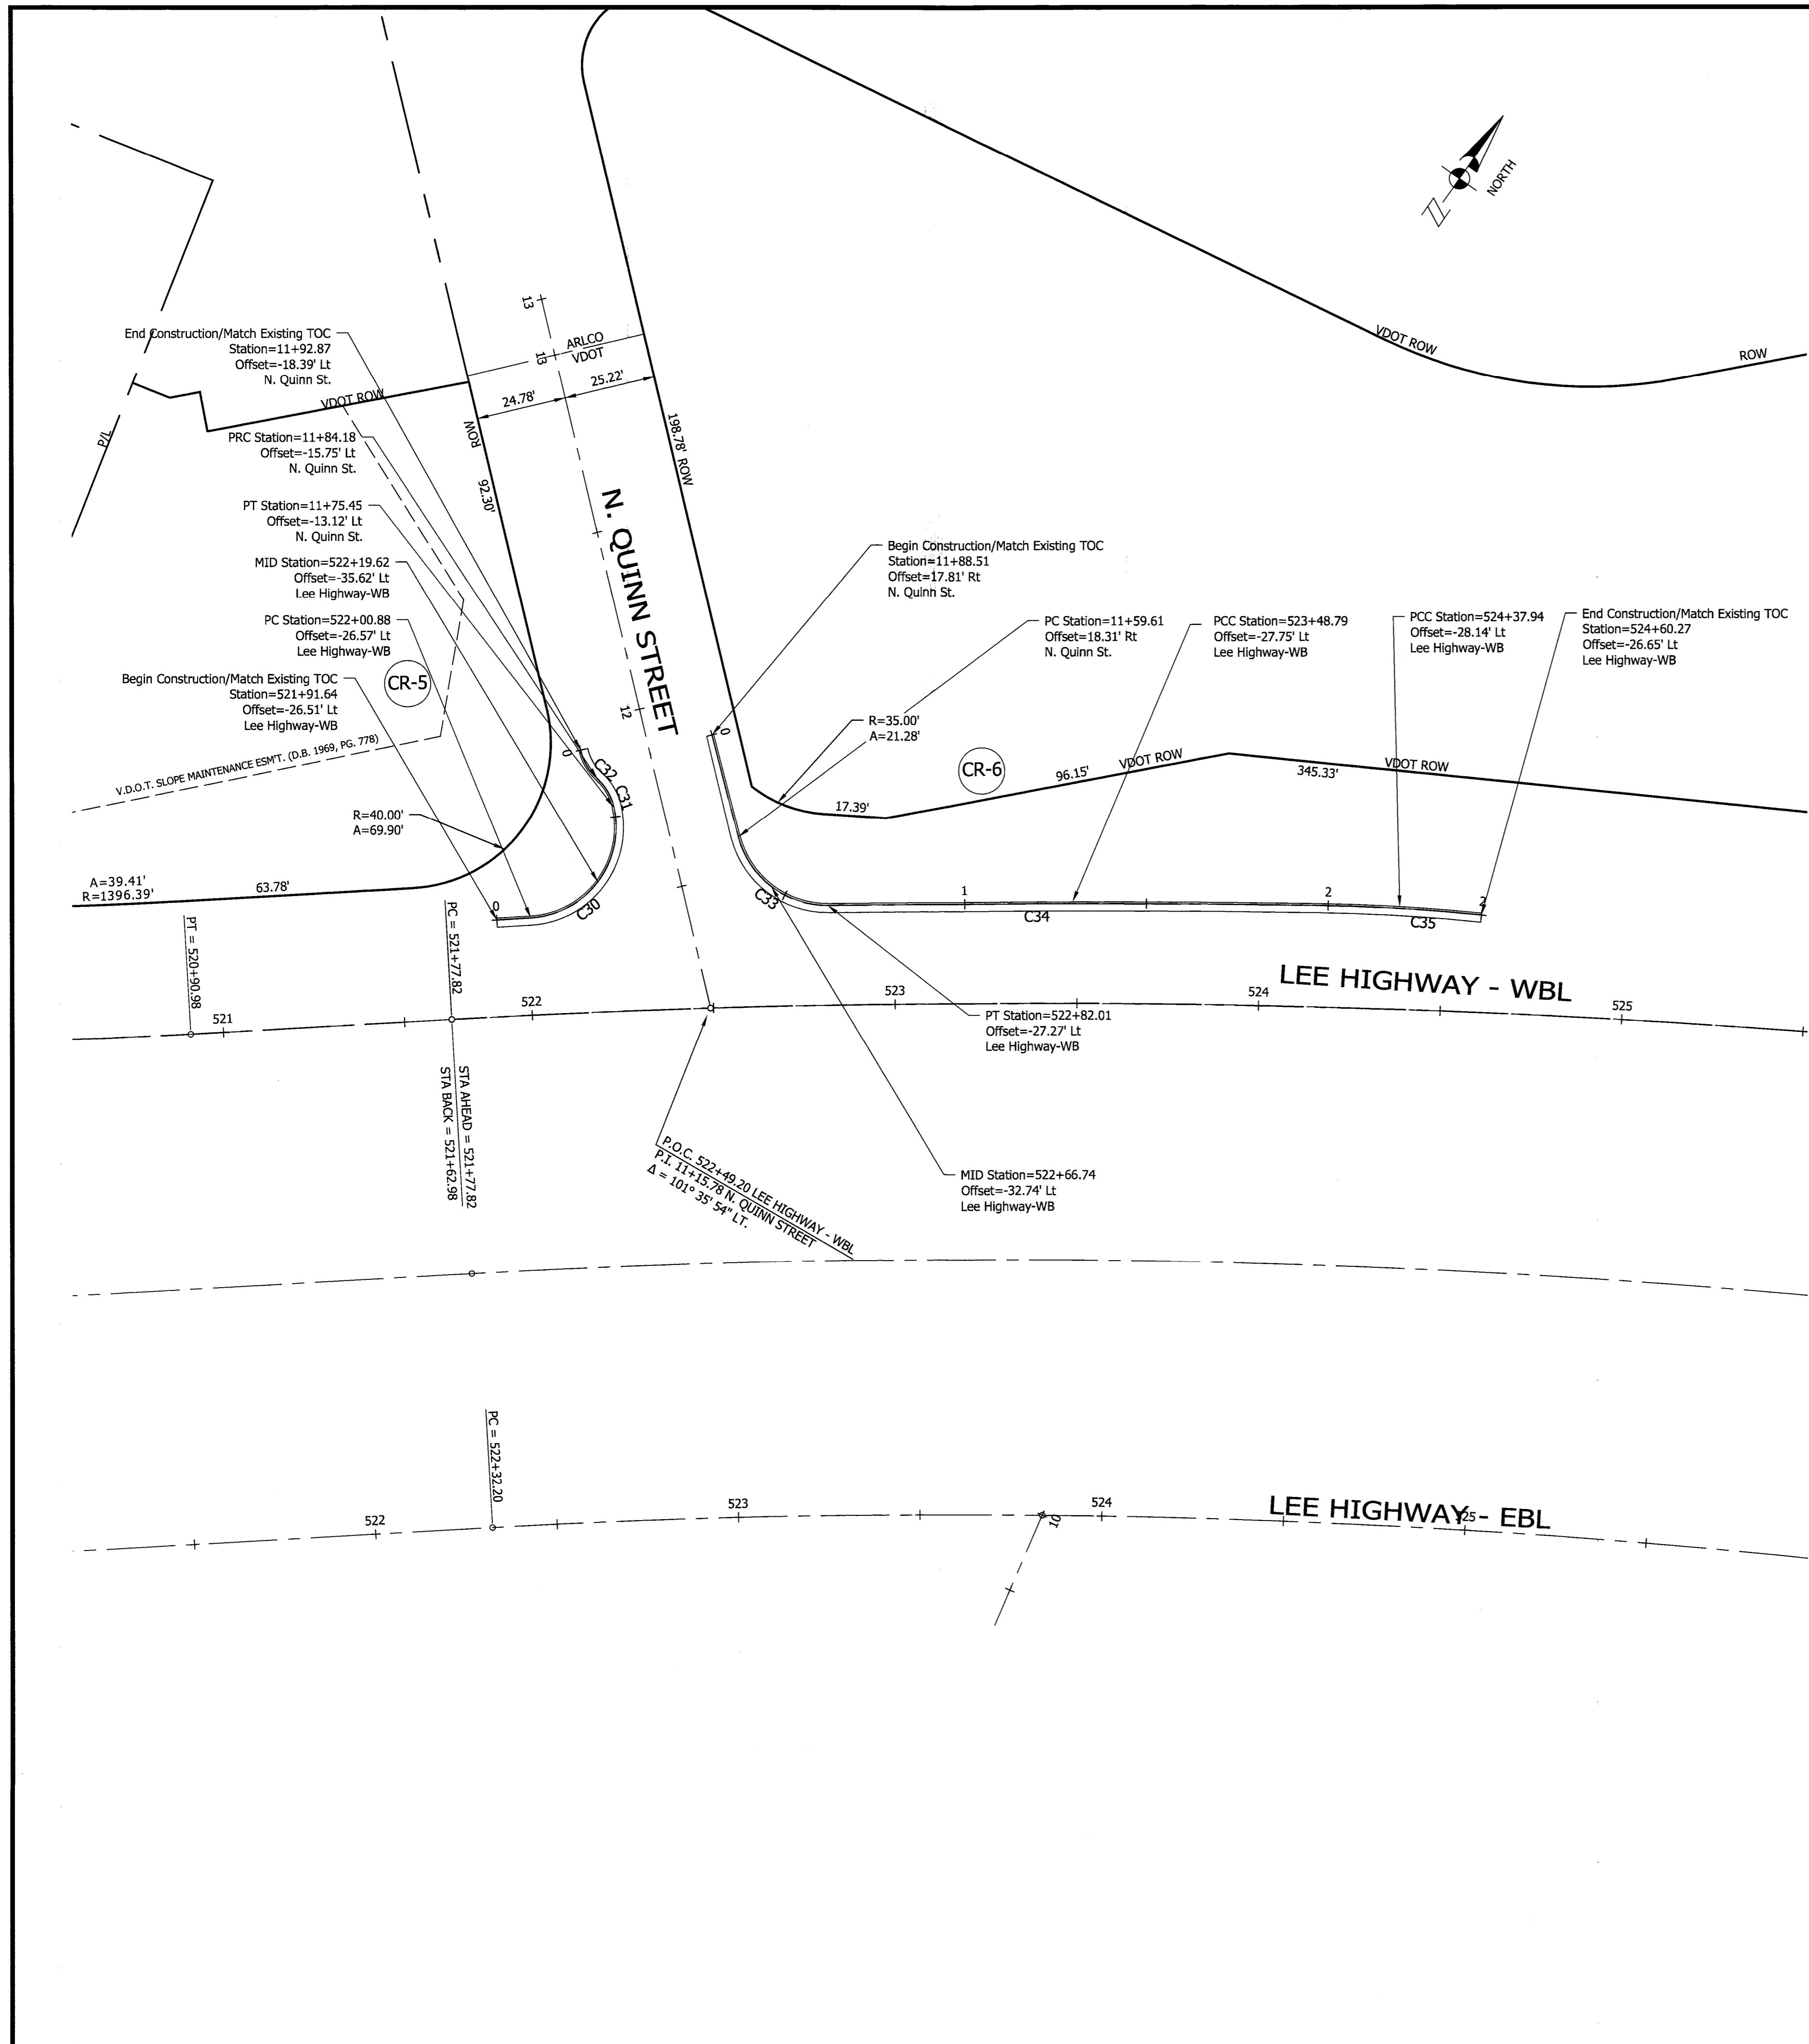 NORTH
VDOT ROW
ROW
13
13
ARLCO
VDOT
24.78'
25.22'
End Construction/Match Existing TOC
Station=11+92.87
Offset=-18.39' Lt
N. Quinn St.
VDOT ROW
P/L
ROW
198.78' ROW
92.30'
PRC Station=11+84.18
Offset=-15.75' Lt
N. Quinn St.
PT Station=11+75.45
Offset=-13.12' Lt
N. Quinn St.
MID Station=522+19.62
Offset=-35.62' Lt
Lee Highway-WB
PC Station=522+00.88
Offset=-26.57' Lt
Lee Highway-WB
CR-5
Begin Construction/Match Existing TOC
Station=521+91.64
Offset=-26.51' Lt
Lee Highway-WB
V.D.O.T. SLOPE MAINTENANCE ESM'T. (D.B. 1969, PG. 778)
N. QUINN STREET
12
Begin Construction/Match Existing TOC
Station=11+88.51
Offset=17.81' Rt
N. Quinn St.
PC Station=11+59.61
Offset=18.31' Rt
N. Quinn St.
PCC Station=523+48.79
Offset=-27.75' Lt
Lee Highway-WB
PCC Station=524+37.94
Offset=-28.14' Lt
Lee Highway-WB
End Construction/Match Existing TOC
Station=524+60.27
Offset=-26.65' Lt
Lee Highway-WB
R=35.00'
A=21.28'
CR-6
17.39'
96.15'
VDOT ROW
345.33'
VDOT ROW
0
0
C32
C31
R=40.00'
A=69.90'
A=39.41'
R=1396.39'
63.78'
0
C30
C33
1
C34
2
C35
2
PT = 520+90.98
PC = 521+77.82
521
522
523
524
525
LEE HIGHWAY - WBL
PT Station=522+82.01
Offset=-27.27' Lt
Lee Highway-WB
STA AHEAD = 521+77.82
STA BACK = 521+62.98
P.O.C. 522+49.20 LEE HIGHWAY - WBL
P.I. 11+15.78 N. QUINN STREET
Δ = 101° 35' 54" LT.
MID Station=522+66.74
Offset=-32.74' Lt
Lee Highway-WB
PC = 522+32.20
522
523
524
525
10
LEE HIGHWAY - EBL